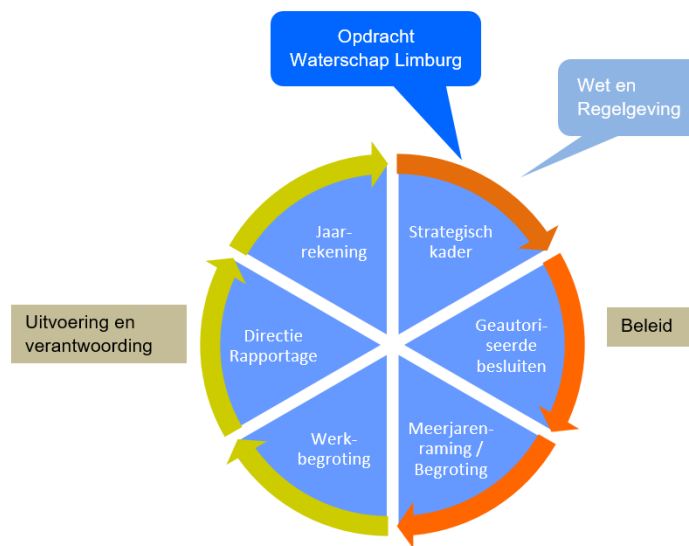 Opdracht
Waterschap Limburg
Wet en
Regelgeving
Jaar-
rekening
Strategisch
kader
Uitvoering en
verantwoording
Directie
Rapportage
Geautori-
seerde
besluiten
Beleid
Werk-
begroting
Meerjaren-
raming /
Begroting